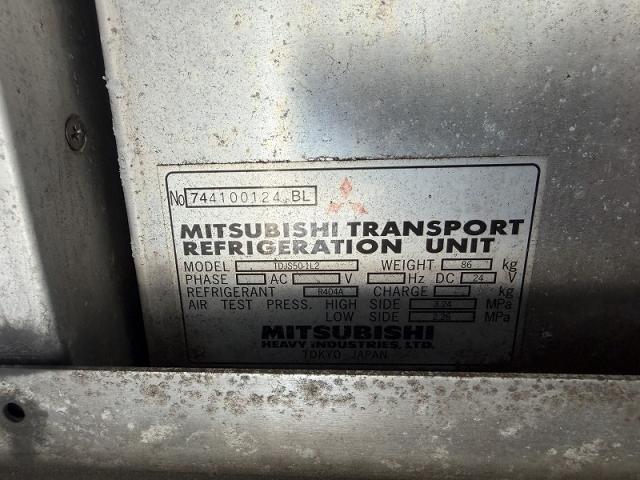 No 744100124 BL
MITSUBISHI TRANSPORT
REFRIGERATION UNIT
MODEL TDJS50-1L2 WEIGHT 86 kg
PHASE AC V Hz DC 24 V
REFRIGERANT R404A CHARGE kg
AIR TEST PRESS. HIGH SIDE 3.24 MPa
LOW SIDE 2.26 MPa
MITSUBISHI
HEAVY INDUSTRIES, LTD.
TOKYO JAPAN